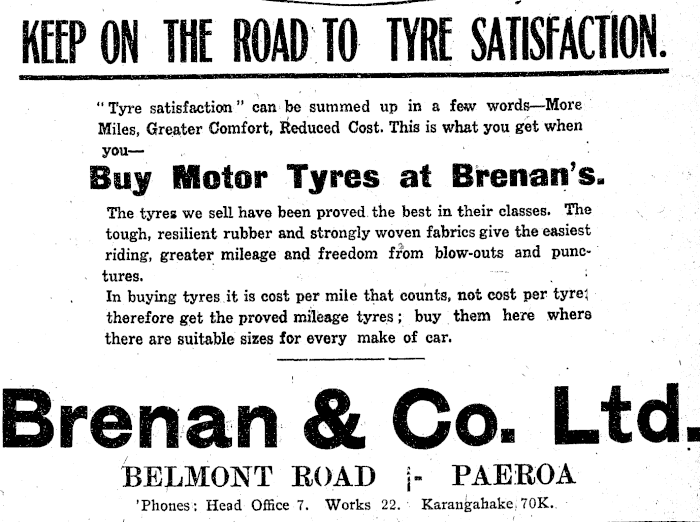 KEEP ON THE ROAD TO TYRE SATISFACTION.
"Tyre satisfaction" can be summed up in a few words—More
Miles, Greater Comfort, Reduced Cost. This is what you get when
you—
Buy Motor Tyres at Brenan's.
The tyres we sell have been proved the best in their classes. The
tough, resilient rubber and strongly woven fabrics give the easiest
riding, greater mileage and freedom from blow-outs and punc-
tures.
In buying tyres it is cost per mile that counts, not cost per tyre;
therefore get the proved mileage tyres; buy them here where
there are suitable sizes for every make of car.
Brenan & Co. Ltd.
BELMONT ROAD :- PAEROA
'Phones: Head Office 7. Works 22. Karangahake 70K.